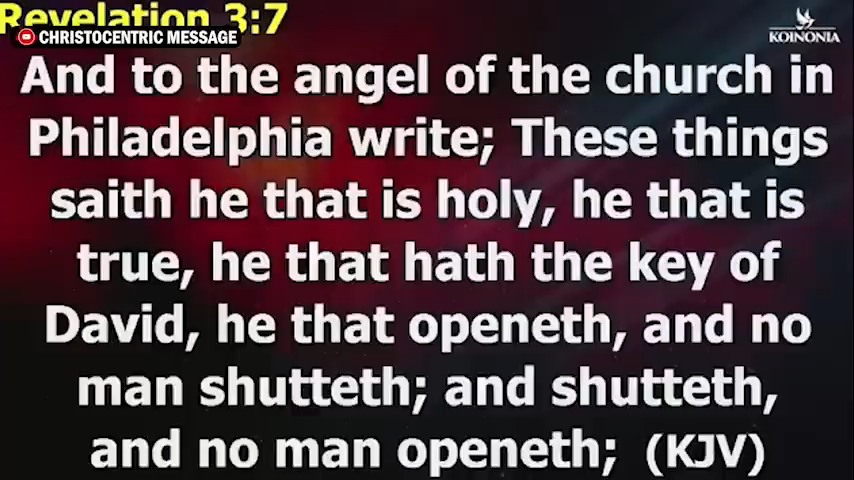 Revelation 3:7
CHRISTOCENTRIC MESSAGE
KOINONIA
And to the angel of the church in
Philadelphia write; These things
saith he that is holy, he that is
true, he that hath the key of
David, he that openeth, and no
man shutteth; and shutteth,
and no man openeth; (KJV)